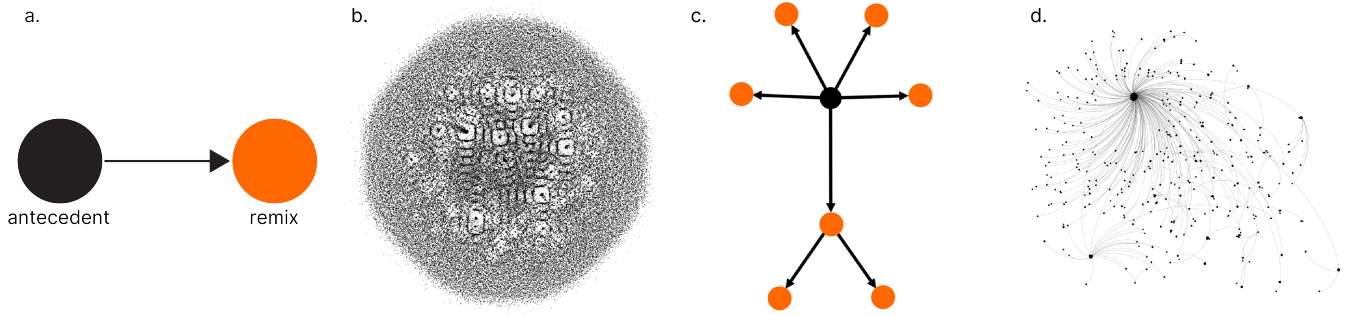 a.
b.
c.
d.
antecedent
remix